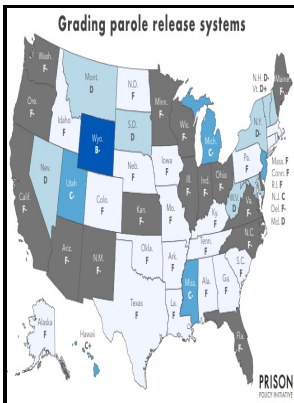 Grading parole release systems
Wash.
F-
Ore.
F-
Calif.
F-
Idaho
F
Nev.
D
Mont.
D
Wyo.
B-
Utah
C-
Ariz.
F-
Colo.
F
N.M.
F-
N.D.
F
S.D.
D
Neb.
F
Kan.
F-
Okla.
F
Texas
F
Minn.
F-
Iowa
F
Mo.
F
Ark.
F
La.
F
Wis.
F-
Ill.
F-
Mich.
C-
Ind.
F-
Ohio
F-
Ky.
F
Tenn.
F
Miss.
C-
Ala.
F
Ga.
F
Fla.
F-
S.C.
F
N.C.
F-
Va.
F-
W.V.
D
Pa.
F
N.Y.
D
Maine
F-
N.H. D-
Vt. D+
Mass. F
Conn. F
R.I. F
N.J. C
Del. F-
Md. D
Alaska
F
Hawaii
C+
PRISON
POLICY INITIATIVE